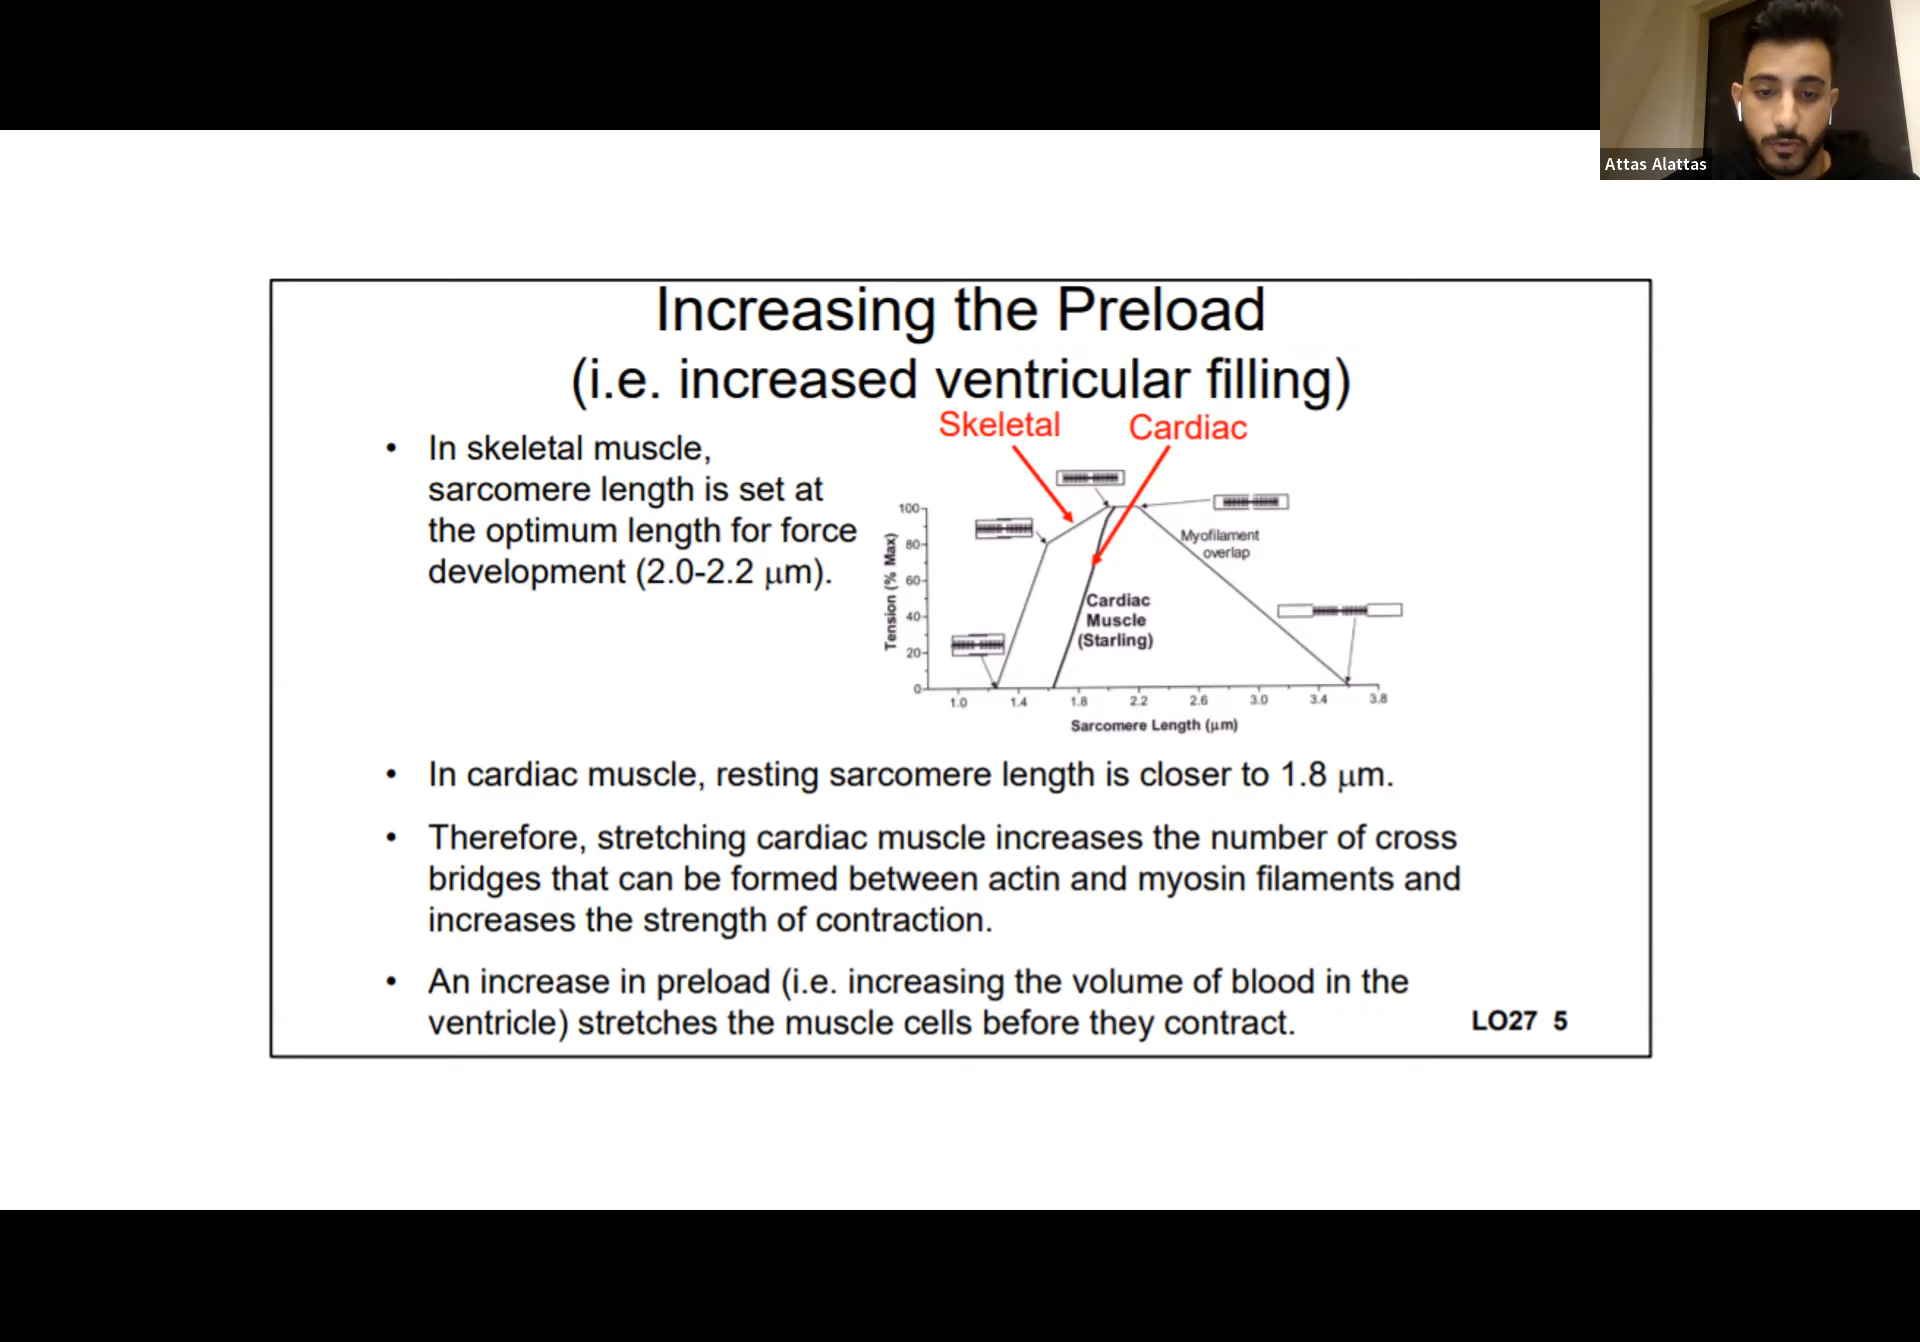 Attas Alattas
Increasing the Preload
(i.e. increased ventricular filling)
Skeletal
Cardiac
• In skeletal muscle,
sarcomere length is set at
the optimum length for force
development (2.0-2.2 μm).
100
80
60
40
20
0
Tension (% Max)
Myofilament
overlap
Cardiac
Muscle
(Starling)
1.0 1.4 1.8 2.2 2.6 3.0 3.4 3.8
Sarcomere Length (μm)
• In cardiac muscle, resting sarcomere length is closer to 1.8 μm.
• Therefore, stretching cardiac muscle increases the number of cross
bridges that can be formed between actin and myosin filaments and
increases the strength of contraction.
• An increase in preload (i.e. increasing the volume of blood in the
ventricle) stretches the muscle cells before they contract.
LO27 5